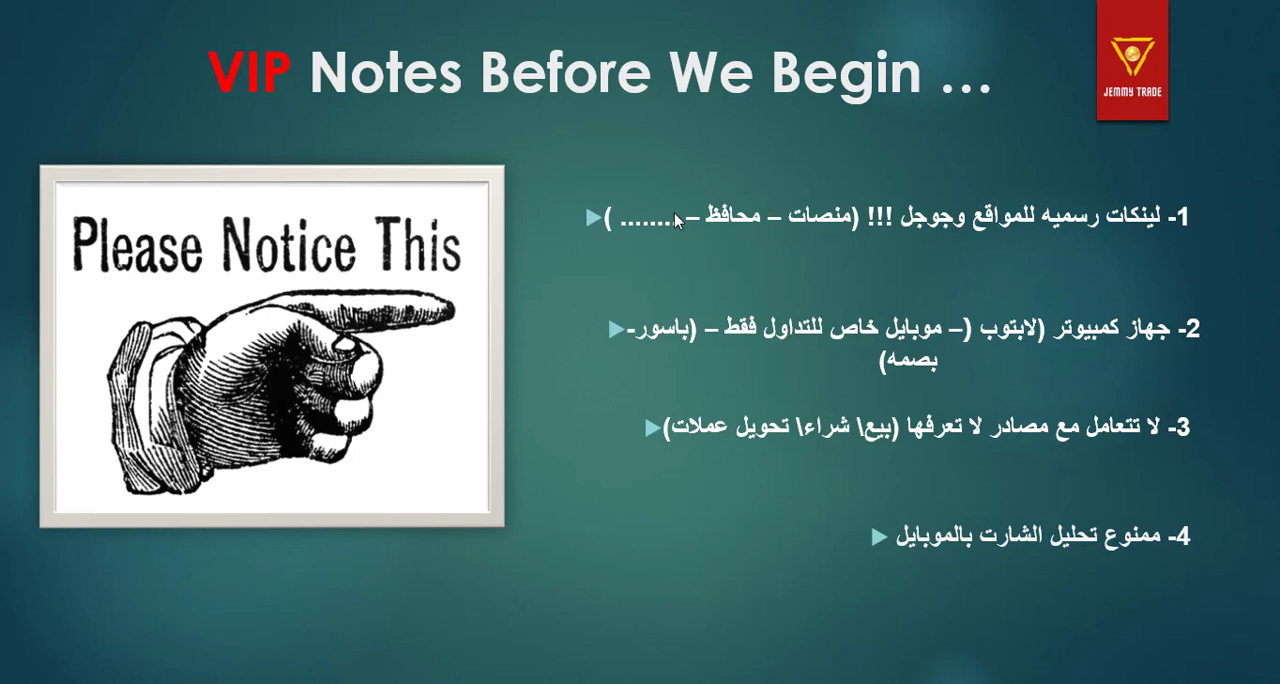 VIP Notes Before We Begin ...
JEMMY TRADE
Please Notice This
1- لينكات رسميه للمواقع وجوجل !!! (منصات – محافظ – ........ )
2- جهاز كمبيوتر (لابتوب (– موبايل خاص للتداول فقط – (باسور-
بصمه)
3- لا تتعامل مع مصادر لا تعرفها (بيع\ شراء\ تحويل عملات)
4- ممنوع تحليل الشارت بالموبايل